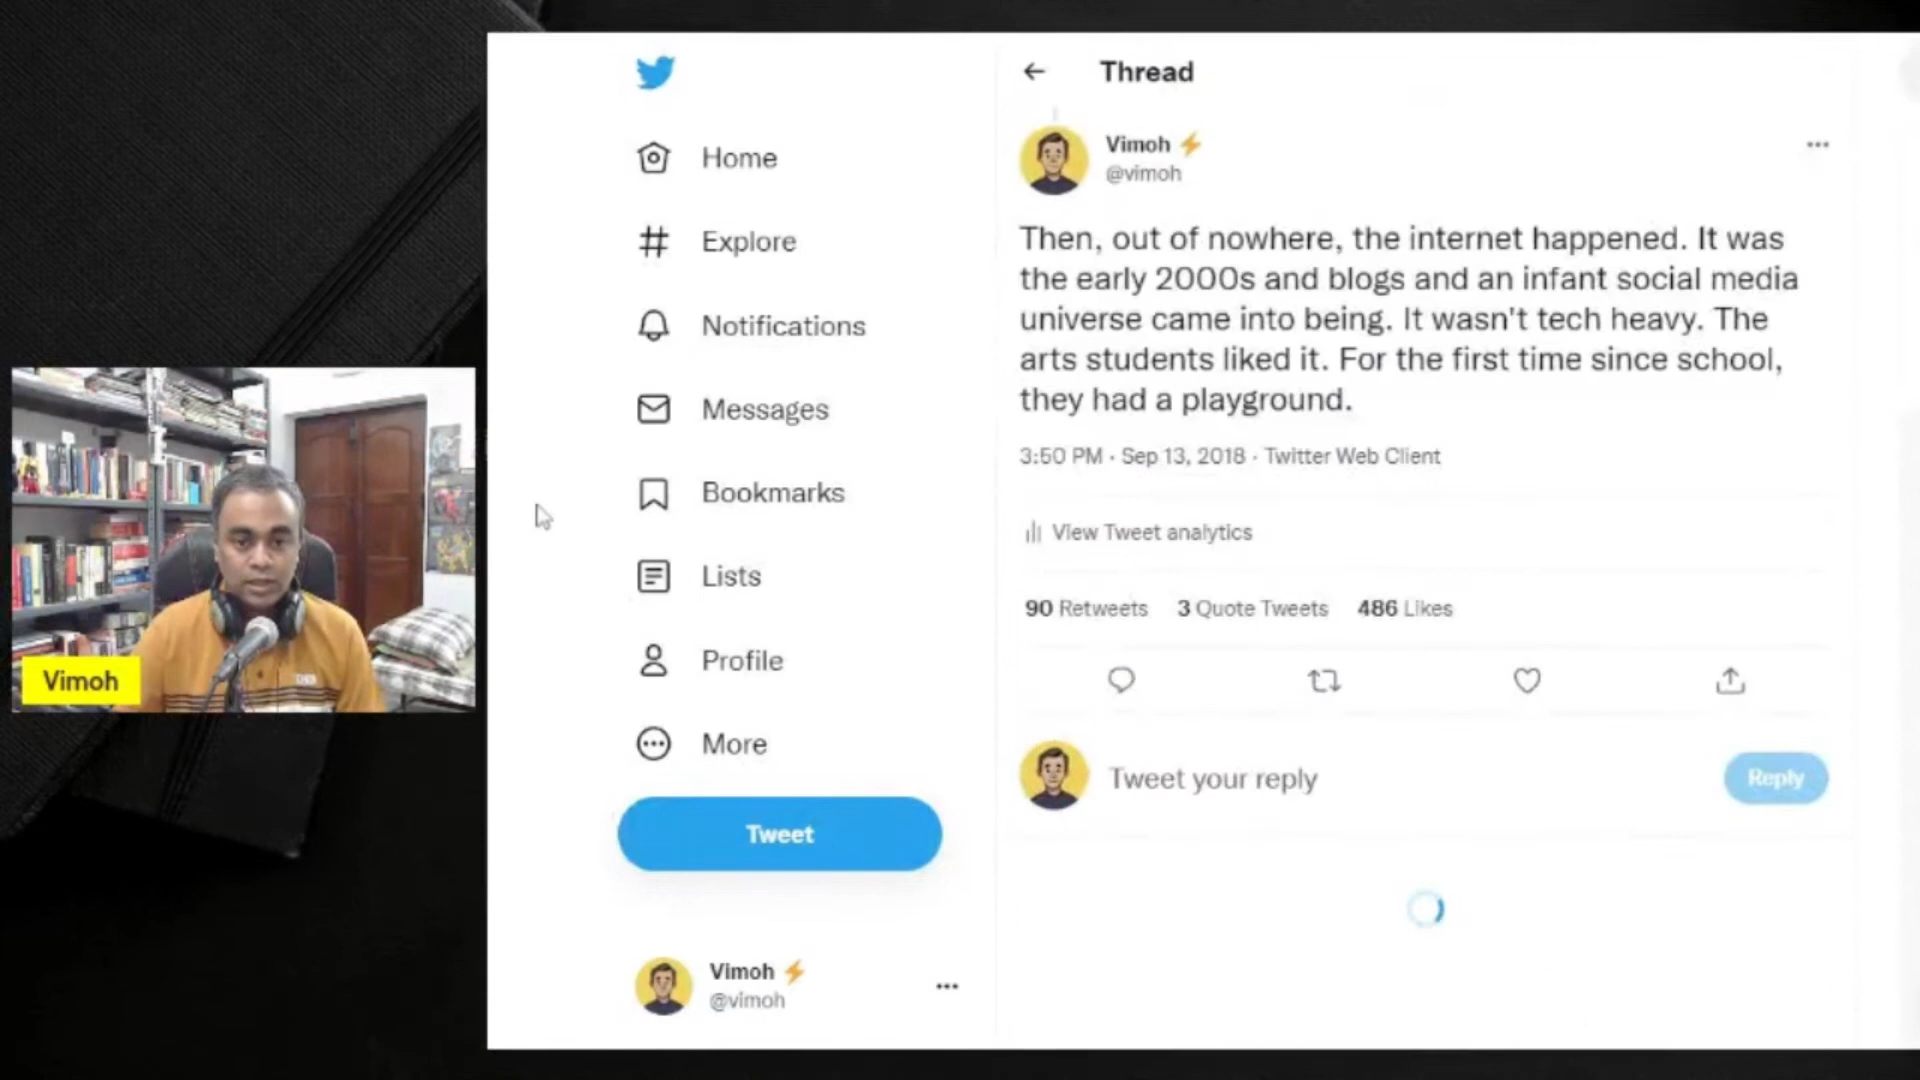 Thread
Home
Explore
Notifications
Messages
Bookmarks
Lists
Profile
More
Tweet
Vimoh⚡
@vimoh
Vimoh⚡
@vimoh
Then, out of nowhere, the internet happened. It was
the early 2000s and blogs and an infant social media
universe came into being. It wasn't tech heavy. The
arts students liked it. For the first time since school,
they had a playground.
3:50 PM · Sep 13, 2018 · Twitter Web Client
View Tweet analytics
90 Retweets 3 Quote Tweets 486 Likes
Tweet your reply
Reply
Vimoh